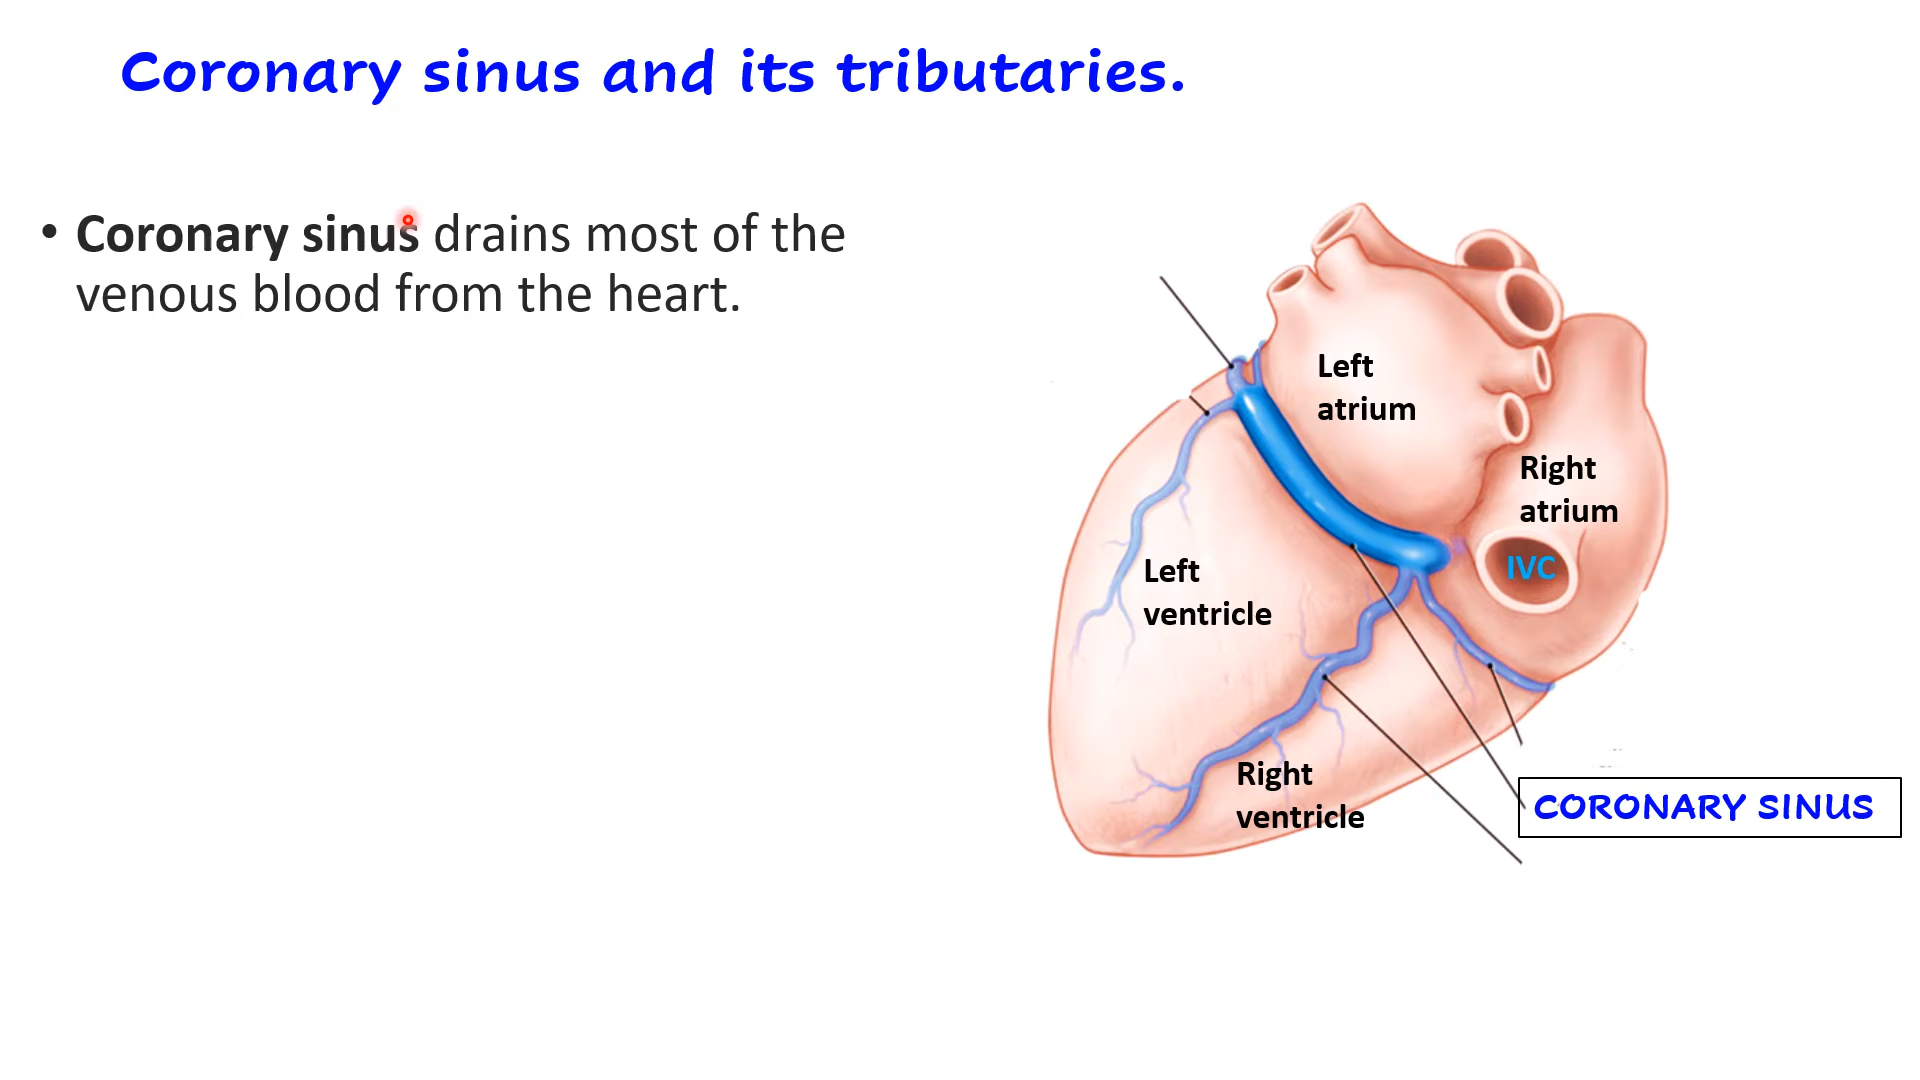 Coronary sinus and its tributaries.
• Coronary sinus drains most of the
venous blood from the heart.
Left
atrium
Right
atrium
IVC
Left
ventricle
Right
ventricle
CORONARY SINUS